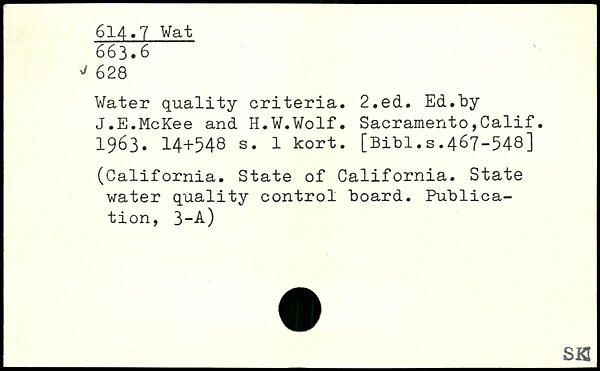 614.7 Wat
663.6
✓ 628
Water quality criteria. 2.ed. Ed.by
J.E.McKee and H.W.Wolf. Sacramento,Calif.
1963. 14+548 s. 1 kort. [Bibl.s.467-548]
(California. State of California. State
water quality control board. Publica-
tion, 3-A)
SK